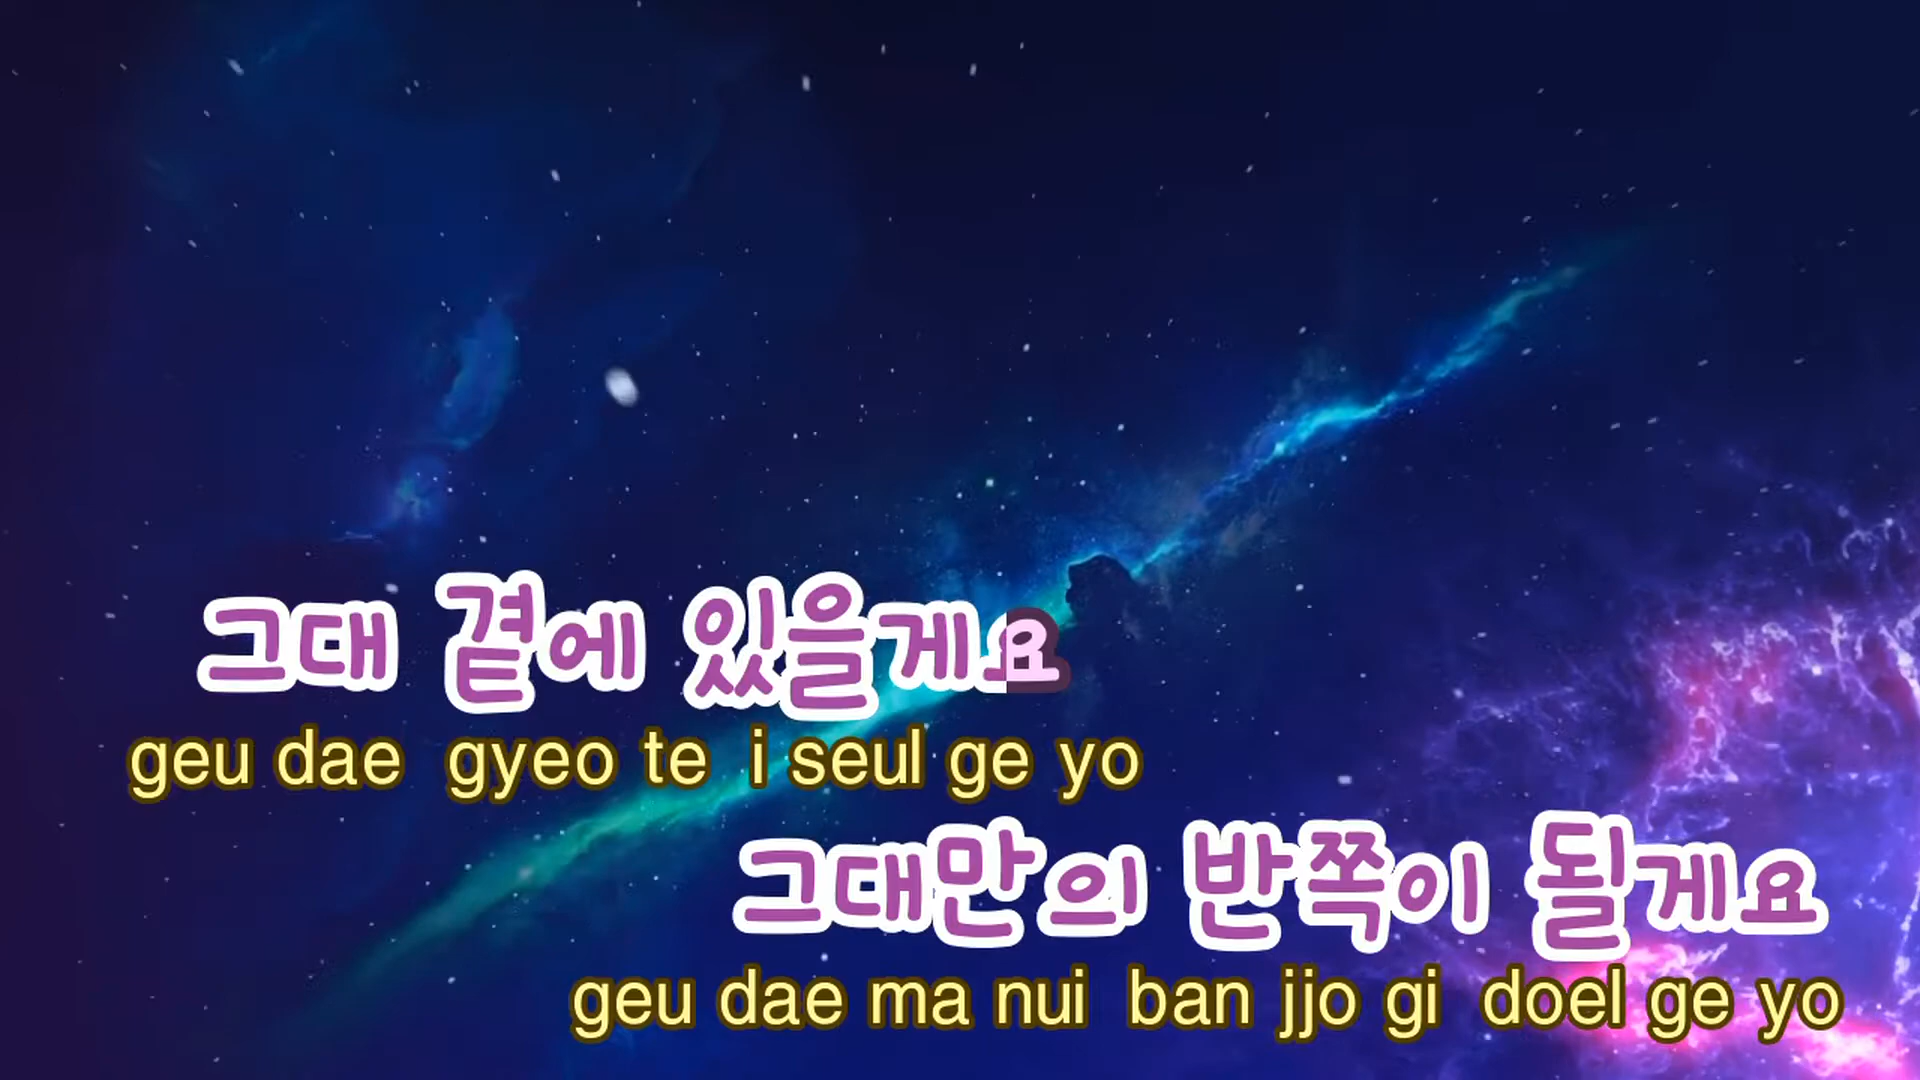 그대 곁에 있을게요
geu dae gyeo te i seul ge yo
그대만의 반쪽이 될게요
geu dae ma nui ban jjo gi doel ge yo